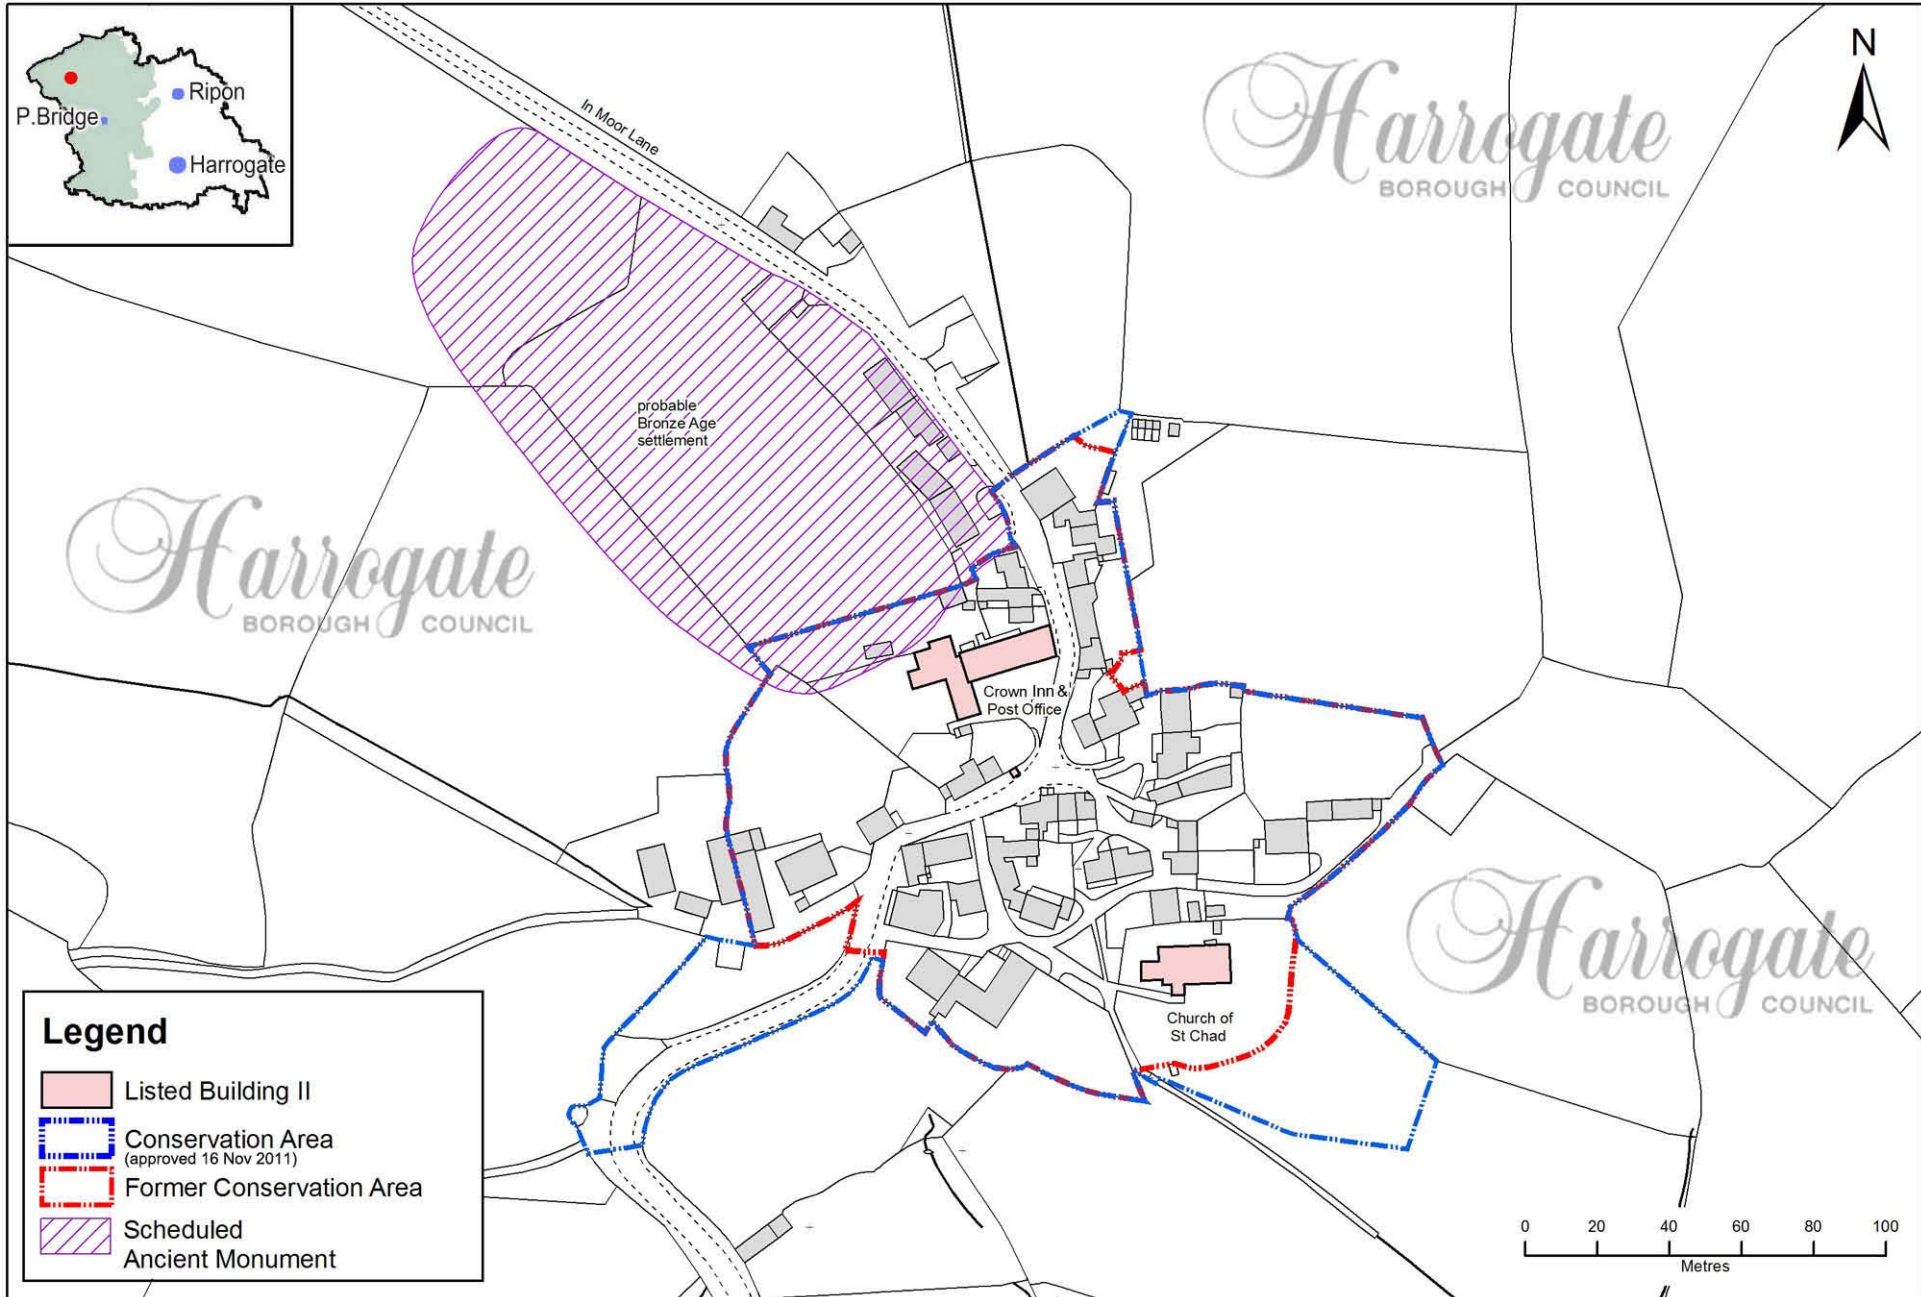 P.Bridge
Ripon
Harrogate
In Moor Lane
N
Harrogate
BOROUGH COUNCIL
probable
Bronze Age
settlement
Harrogate
BOROUGH COUNCIL
Crown Inn &
Post Office
Harrogate
BOROUGH COUNCIL
Church of
St Chad
Legend
Listed Building II
Conservation Area
(approved 16 Nov 2011)
Former Conservation Area
Scheduled
Ancient Monument
0 20 40 60 80 100
Metres